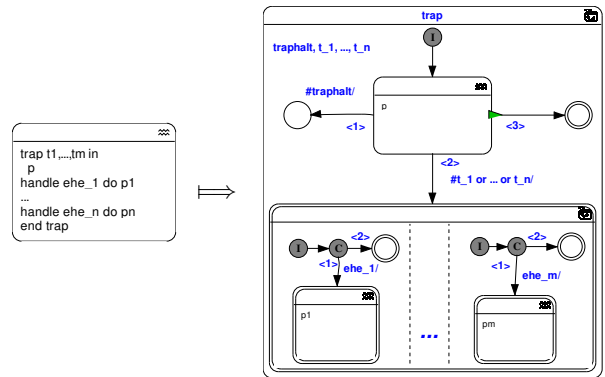 trap t1,...,tm in
p
handle ehe_1 do p1
...
handle ehe_n do pn
end trap
trap
I
traphalt, t_1, ..., t_n
#traphalt/
p
<1>
<3>
<2>
#t_1 or ... or t_n/
I
C
<2>
<1>
ehe_1/
p1
...
I
C
<2>
<1>
ehe_m/
pm